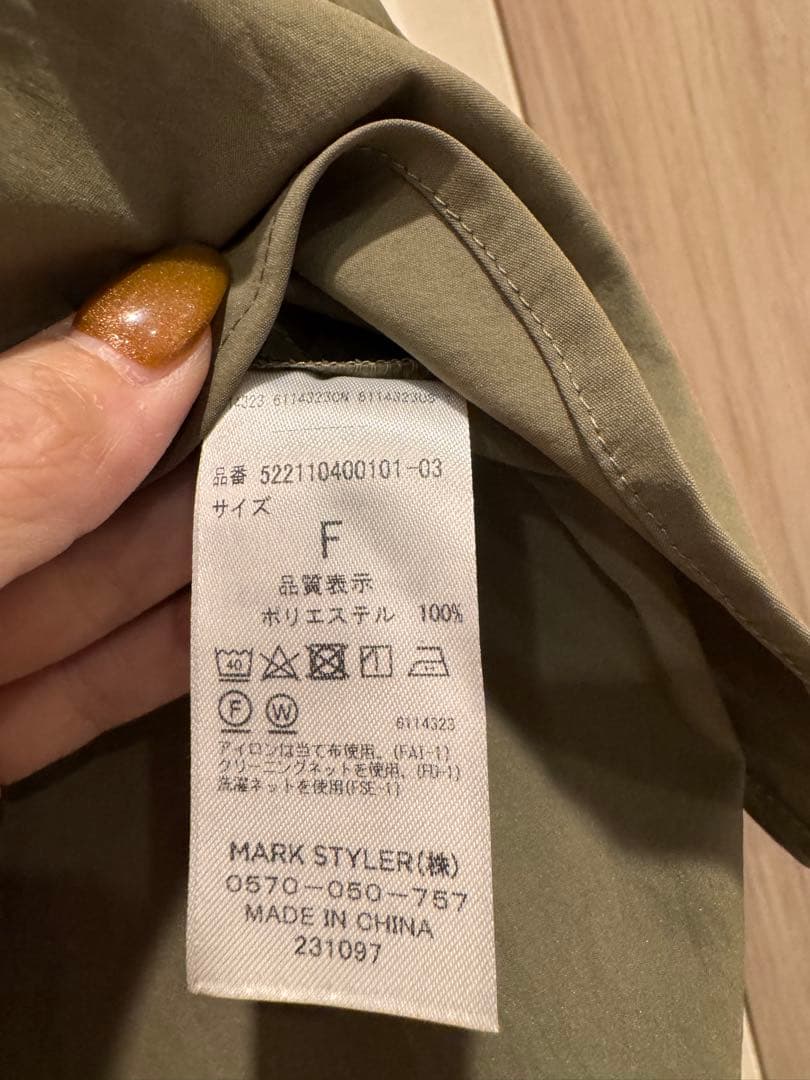 6114323CN 6114323US
品番 522110400101-03
サイズ
F
品質表示
ポリエステル 100%
40
F W
6114323
アイロンは当て布使用。(FAI-1)
クリーニングネットを使用。(FD-1)
洗濯ネットを使用(FSE-1)
MARK STYLER(株)
0570-050-757
MADE IN CHINA
231097